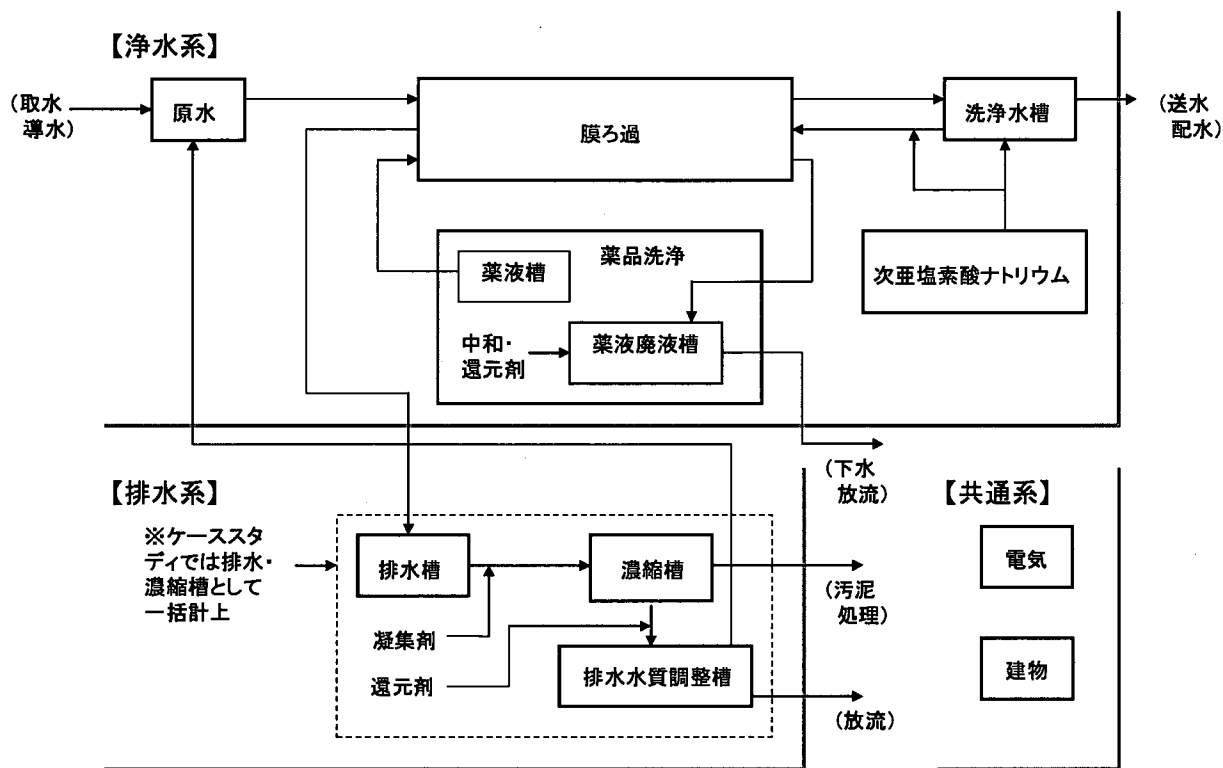 【浄水系】
(取水
導水)
原水
膜ろ過
洗浄水槽
(送水
配水)
薬品洗浄
薬液槽
中和・
還元剤
薬液廃液槽
次亜塩素酸ナトリウム
(下水
放流)
【排水系】
※ケーススタ
ディでは排水・
濃縮槽として
一括計上
排水槽
濃縮槽
(汚泥
処理)
凝集剤
還元剤
排水水質調整槽
(放流)
【共通系】
電気
建物